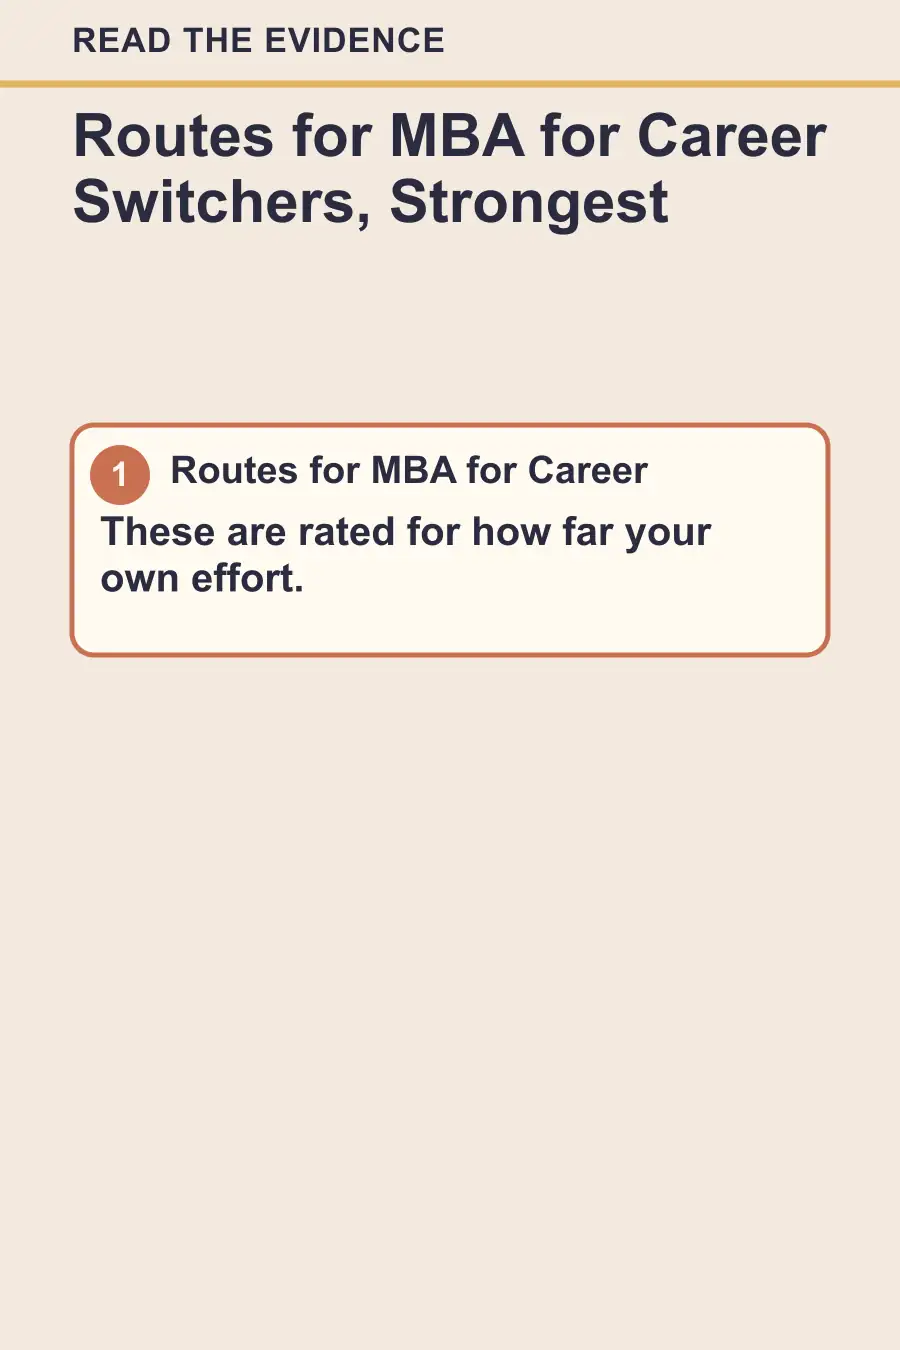 READ THE EVIDENCE
Routes for MBA for Career
Switchers, Strongest
1 Routes for MBA for Career
These are rated for how far your
own effort.